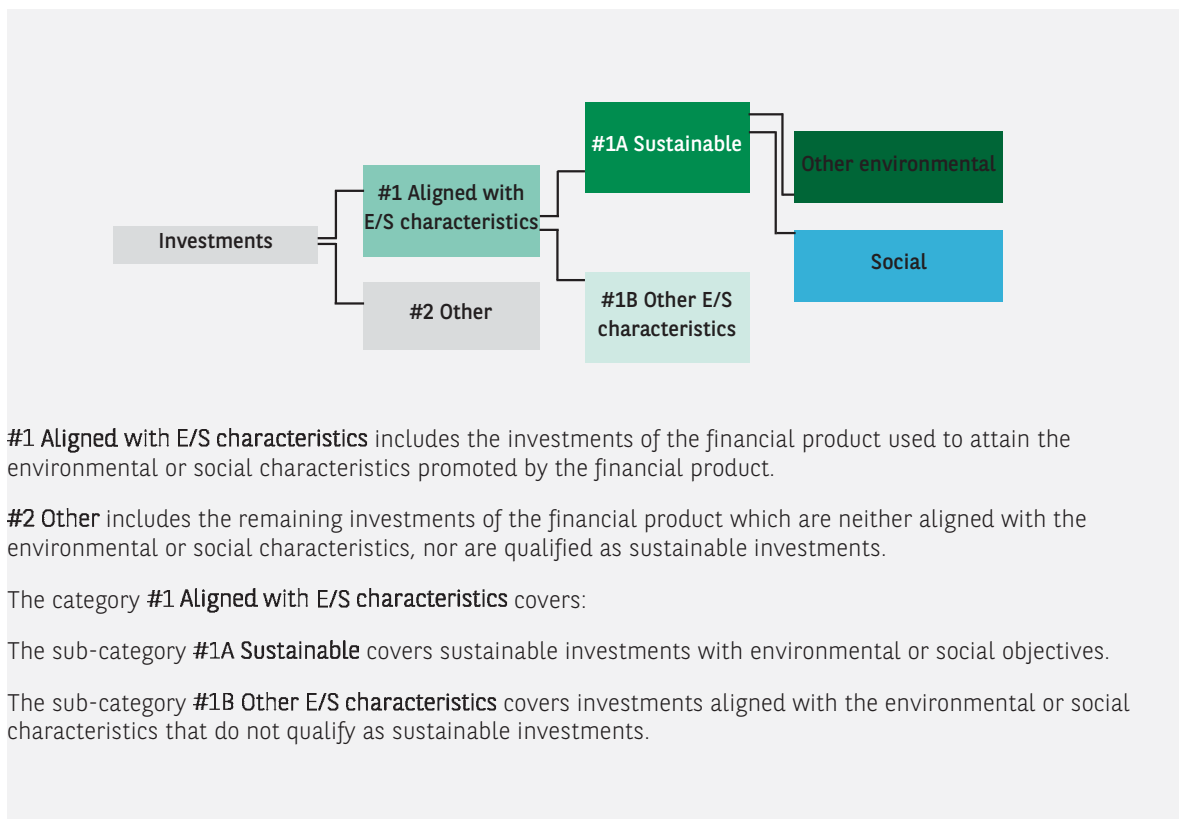 #1A Sustainable
Other environmental
#1 Aligned with
E/S characteristics
Investments
Social
#2 Other
#1B Other E/S
characteristics
#1 Aligned with E/S characteristics includes the investments of the financial product used to attain the
environmental or social characteristics promoted by the financial product.
#2 Other includes the remaining investments of the financial product which are neither aligned with the
environmental or social characteristics, nor are qualified as sustainable investments.
The category #1 Aligned with E/S characteristics covers:
The sub-category #1A Sustainable covers sustainable investments with environmental or social objectives.
The sub-category #1B Other E/S characteristics covers investments aligned with the environmental or social
characteristics that do not qualify as sustainable investments.